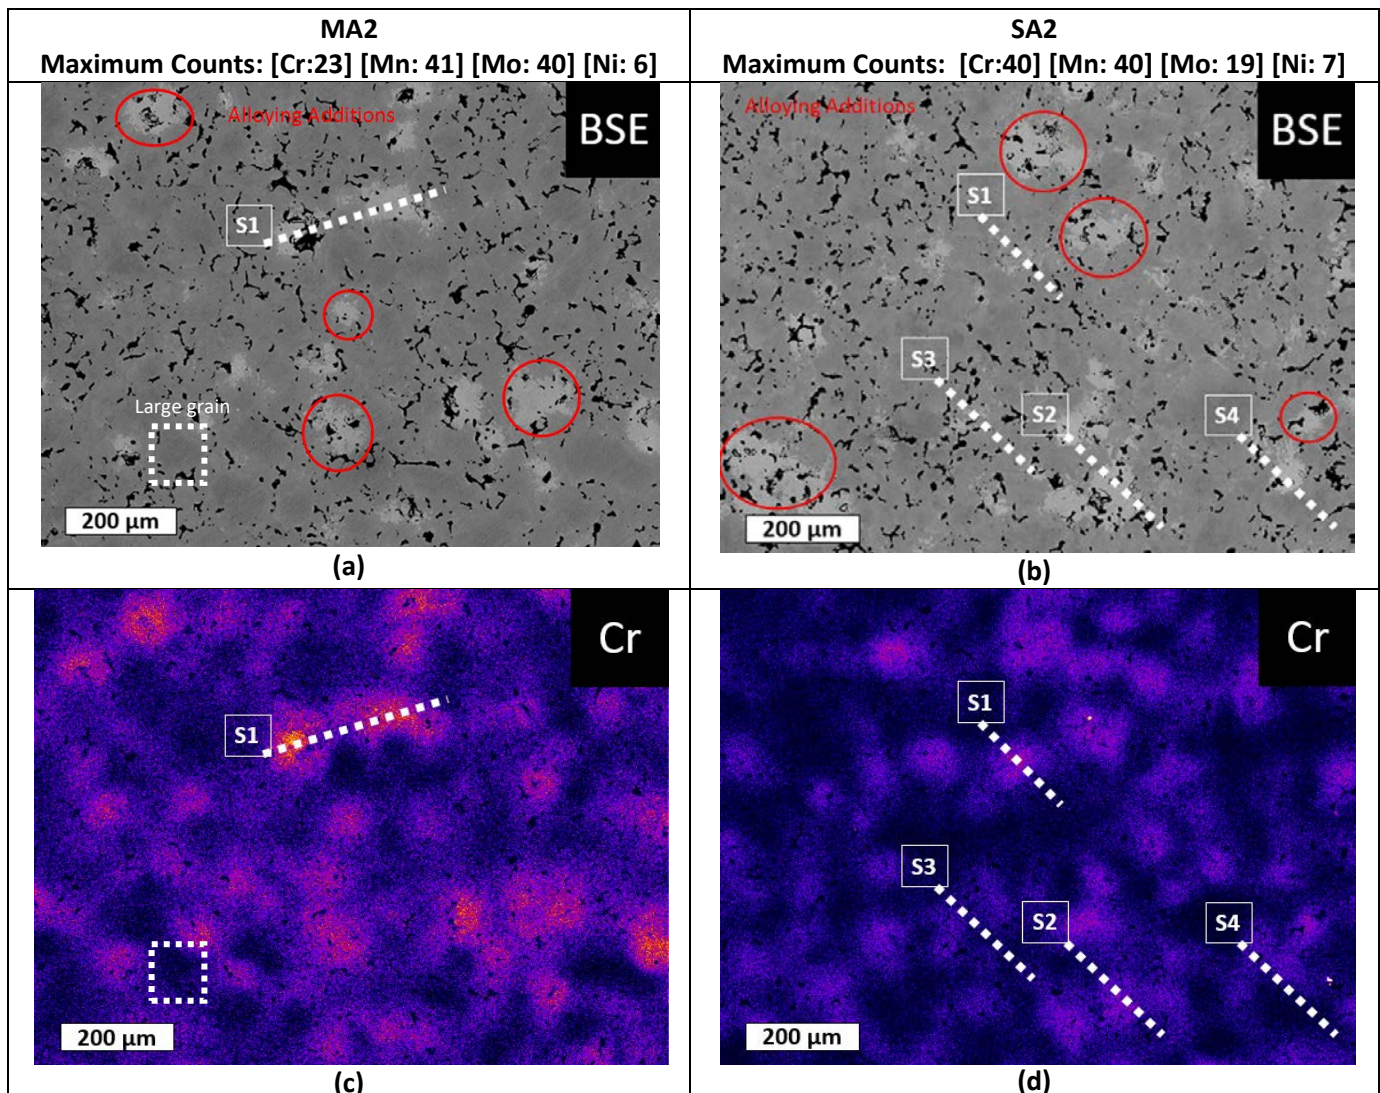 MA2
Maximum Counts: [Cr:23] [Mn: 41] [Mo: 40] [Ni: 6]
SA2
Maximum Counts: [Cr:40] [Mn: 40] [Mo: 19] [Ni: 7]
Alloying Additions
BSE
S1
Large grain
200 µm
(a)
Alloying Additions
BSE
S1
S3
S2
S4
200 µm
(b)
Cr
S1
200 µm
(c)
Cr
S1
S3
S2
S4
200 µm
(d)